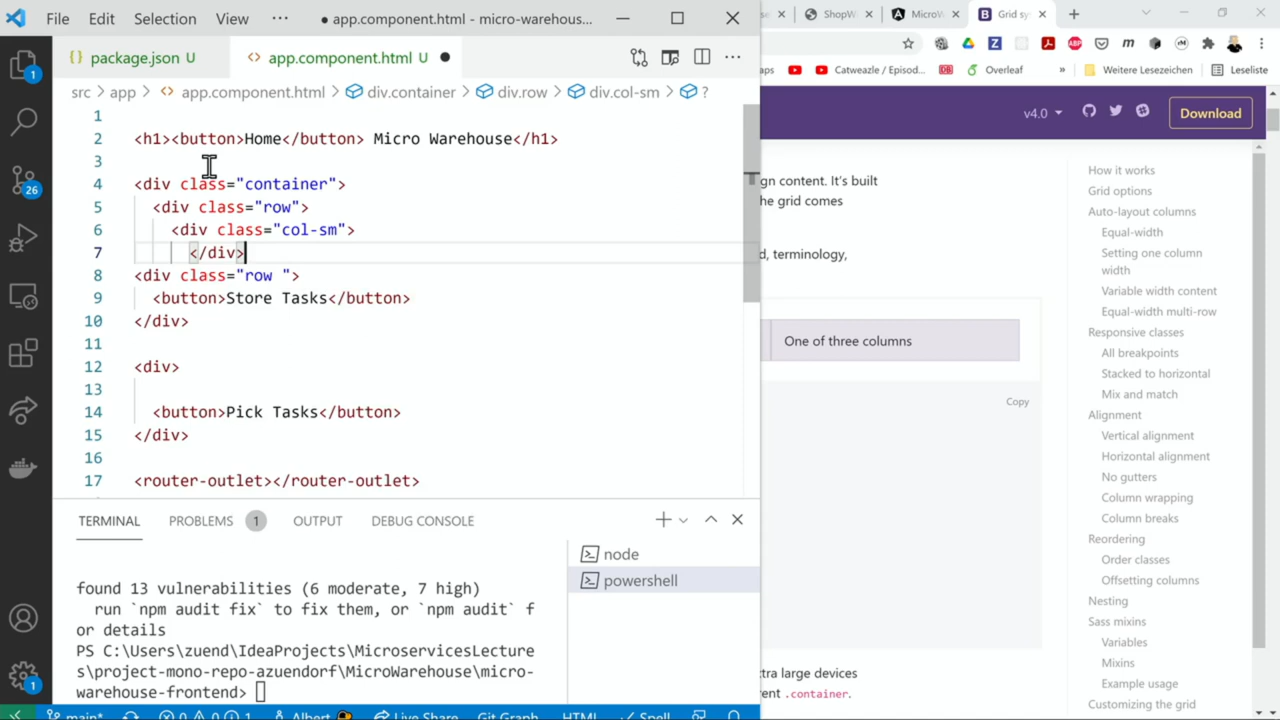 File Edit Selection View ··· ● app.component.html - micro-warehous...
{ } package.json U <> app.component.html U ●
src > app > <> app.component.html > div.container > div.row > div.col-sm > ?
1
2 <h1><button>Home</button> Micro Warehouse</h1>
3
4 <div class="container">
5 <div class="row">
6 <div class="col-sm">
7 </div>
8 <div class="row ">
9 <button>Store Tasks</button>
10 </div>
11
12 <div>
13
14 <button>Pick Tasks</button>
15 </div>
16
17 <router-outlet></router-outlet>
1
26
1
TERMINAL PROBLEMS 1 OUTPUT DEBUG CONSOLE
node
powershell
found 13 vulnerabilities (6 moderate, 7 high)
run `npm audit fix` to fix them, or `npm audit` f
or details
PS C:\Users\zuend\IdeaProjects\MicroservicesLecture
s\project-mono-repo-azuendorf\MicroWarehouse\micro-
warehouse-frontend>
main* 0 0 1 Albert Live Share Git Graph HTML Spell
ShopW MicroW Grid sy
Catweazle / Episod... Overleaf » Weitere Lesezeichen Leseliste
v4.0 Download
gn content. It's built
he grid comes
d, terminology,
One of three columns
Copy
xtra large devices
rent .container.
How it works
Grid options
Auto-layout columns
Equal-width
Setting one column
width
Variable width content
Equal-width multi-row
Responsive classes
All breakpoints
Stacked to horizontal
Mix and match
Alignment
Vertical alignment
Horizontal alignment
No gutters
Column wrapping
Column breaks
Reordering
Order classes
Offsetting columns
Nesting
Sass mixins
Variables
Mixins
Example usage
Customizing the grid